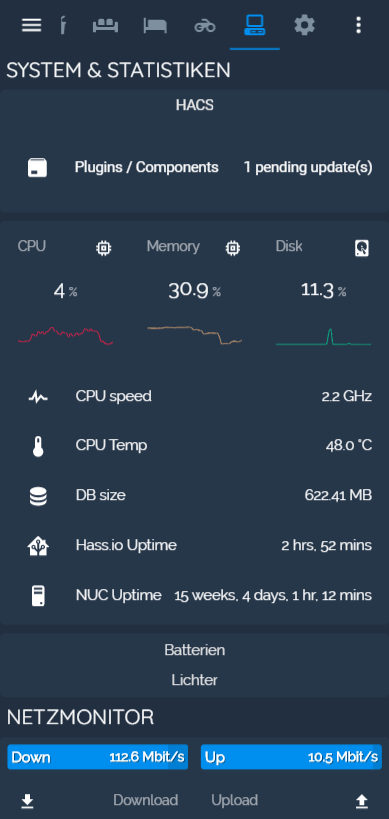 SYSTEM & STATISTIKEN
HACS
Plugins / Components 1 pending update(s)
CPU Memory Disk
4 % 30.9 % 11.3 %
CPU speed 2.2 GHz
CPU Temp 48.0 °C
DB size 622.41 MB
Hass.io Uptime 2 hrs, 52 mins
NUC Uptime 15 weeks, 4 days, 1 hr, 12 mins
Batterien
Lichter
NETZMONITOR
Down 112.6 Mbit/s Up 10.5 Mbit/s
Download Upload